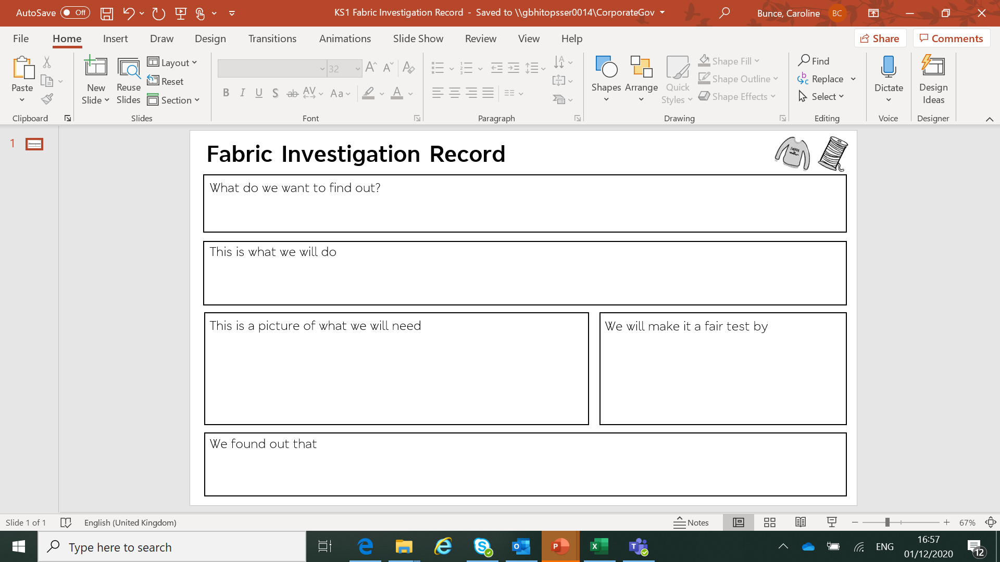 AutoSave Off KS1 Fabric Investigation Record - Saved to \\gbhitopsser0014\CorporateGov Bunce, Caroline BC
File Home Insert Draw Design Transitions Animations Slide Show Review View Help Share Comments
Paste
Clipboard
New Slide
Reuse Slides
Layout
Reset
Section
Slides
32
A A A
B I U S ab AV Aa A
Font
Paragraph
Shapes
Arrange
Quick Styles
Shape Fill
Shape Outline
Shape Effects
Drawing
Find
Replace
Select
Editing
Dictate
Voice
Design Ideas
Designer
1
Fabric Investigation Record
What do we want to find out?
This is what we will do
This is a picture of what we will need
We will make it a fair test by
We found out that
Slide 1 of 1 English (United Kingdom) Notes 67%
Type here to search
ENG
16:57
01/12/2020
12